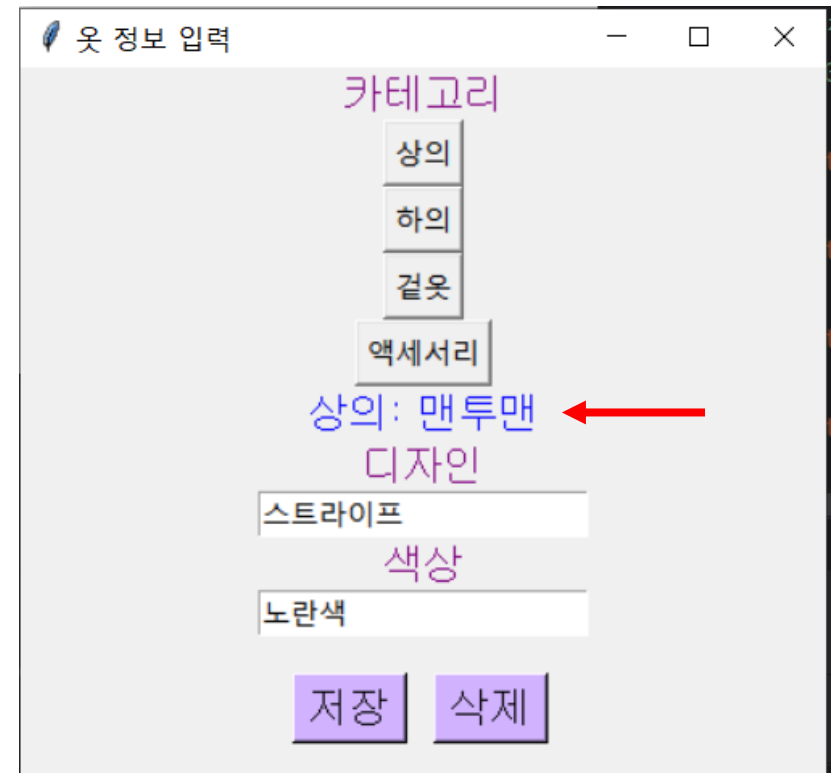 옷 정보 입력
카테고리
상의
하의
겉옷
액세서리
상의: 맨투맨
디자인
스트라이프
색상
노란색
저장 삭제